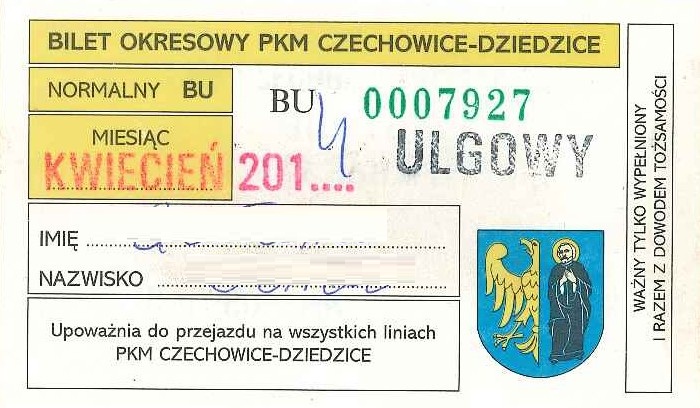 BILET OKRESOWY PKM CZECHOWICE-DZIEDZICE
NORMALNY BU
BU 0007927
MIESIĄC
ULGOWY
KWIECIEŃ 201....
4
IMIĘ
NAZWISKO
Upoważnia do przejazdu na wszystkich liniach
PKM CZECHOWICE-DZIEDZICE
WAŻNY TYLKO WYPEŁNIONY
I RAZEM Z DOWODEM TOŻSAMOŚCI